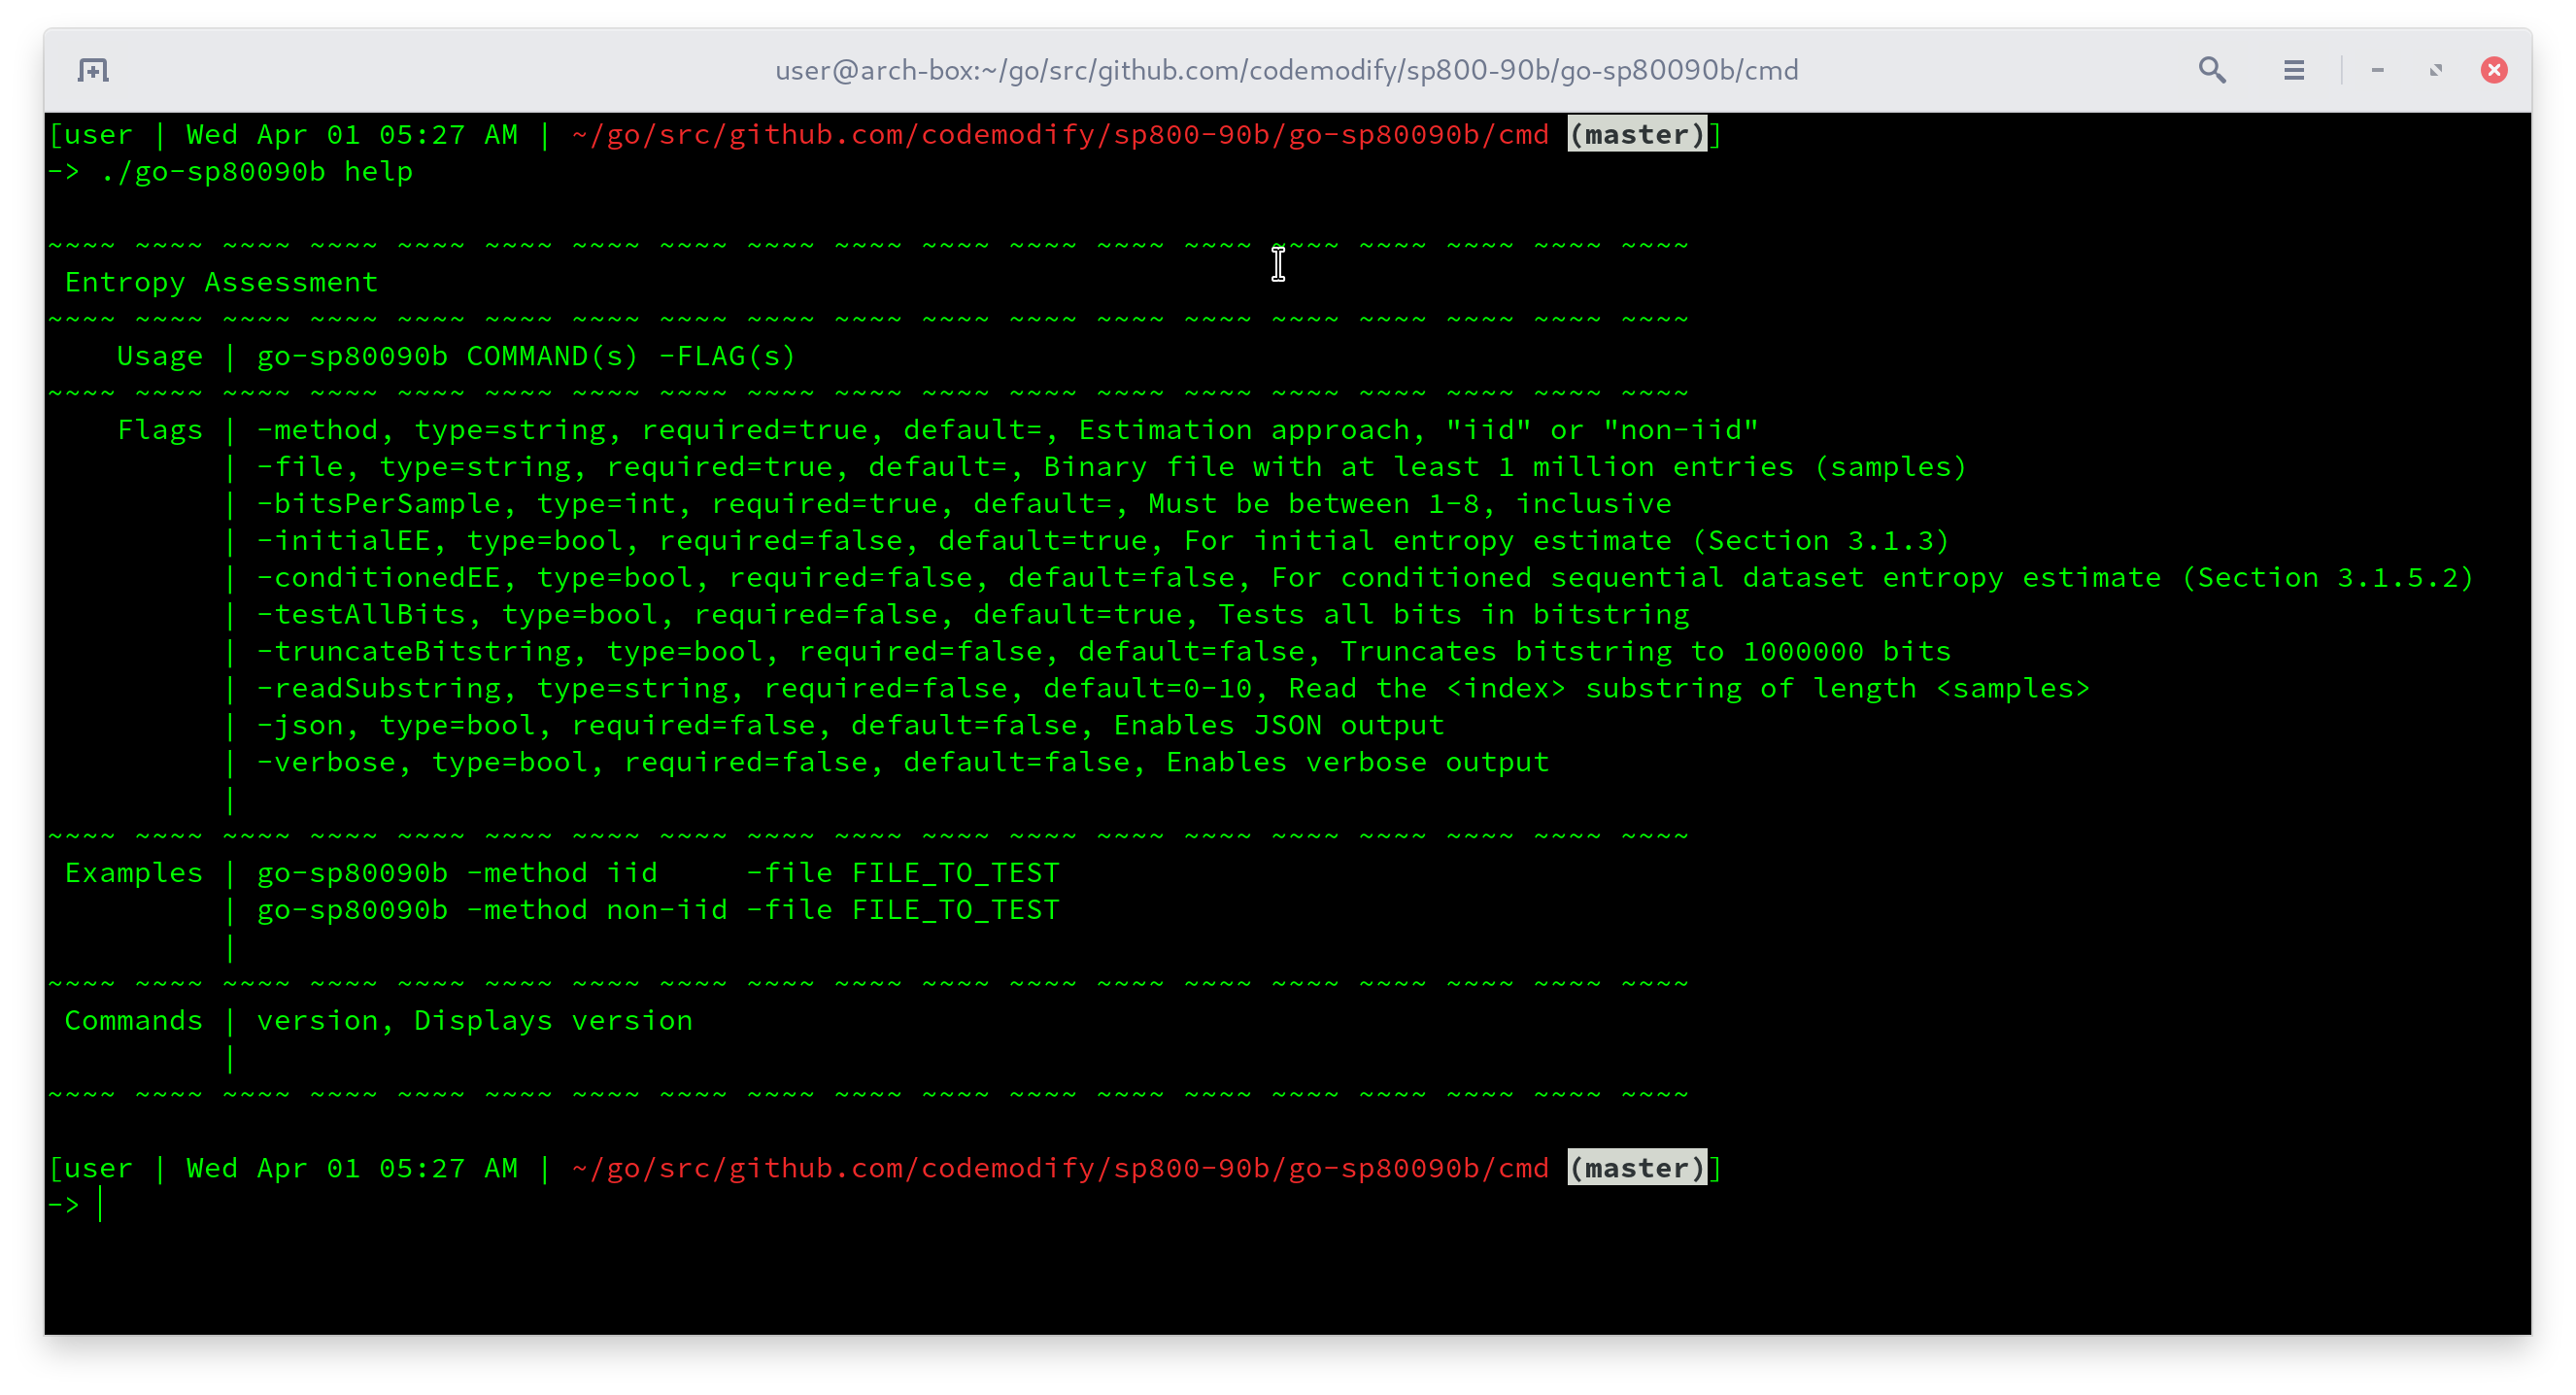 user@arch-box:~/go/src/github.com/codemodify/sp800-90b/go-sp80090b/cmd
[user | Wed Apr 01 05:27 AM | ~/go/src/github.com/codemodify/sp800-90b/go-sp80090b/cmd (master)]
-> ./go-sp80090b help
~~~~ ~~~~ ~~~~ ~~~~ ~~~~ ~~~~ ~~~~ ~~~~ ~~~~ ~~~~ ~~~~ ~~~~ ~~~~ ~~~~ ~~~~ ~~~~ ~~~~ ~~~~ ~~~~
Entropy Assessment
~~~~ ~~~~ ~~~~ ~~~~ ~~~~ ~~~~ ~~~~ ~~~~ ~~~~ ~~~~ ~~~~ ~~~~ ~~~~ ~~~~ ~~~~ ~~~~ ~~~~ ~~~~ ~~~~
Usage | go-sp80090b COMMAND(s) -FLAG(s)
~~~~ ~~~~ ~~~~ ~~~~ ~~~~ ~~~~ ~~~~ ~~~~ ~~~~ ~~~~ ~~~~ ~~~~ ~~~~ ~~~~ ~~~~ ~~~~ ~~~~ ~~~~ ~~~~
Flags | -method, type=string, required=true, default=, Estimation approach, "iid" or "non-iid"
| -file, type=string, required=true, default=, Binary file with at least 1 million entries (samples)
| -bitsPerSample, type=int, required=true, default=, Must be between 1-8, inclusive
| -initialEE, type=bool, required=false, default=true, For initial entropy estimate (Section 3.1.3)
| -conditionedEE, type=bool, required=false, default=false, For conditioned sequential dataset entropy estimate (Section 3.1.5.2)
| -testAllBits, type=bool, required=false, default=true, Tests all bits in bitstring
| -truncateBitstring, type=bool, required=false, default=false, Truncates bitstring to 1000000 bits
| -readSubstring, type=string, required=false, default=0-10, Read the <index> substring of length <samples>
| -json, type=bool, required=false, default=false, Enables JSON output
| -verbose, type=bool, required=false, default=false, Enables verbose output
|
~~~~ ~~~~ ~~~~ ~~~~ ~~~~ ~~~~ ~~~~ ~~~~ ~~~~ ~~~~ ~~~~ ~~~~ ~~~~ ~~~~ ~~~~ ~~~~ ~~~~ ~~~~ ~~~~
Examples | go-sp80090b -method iid     -file FILE_TO_TEST
| go-sp80090b -method non-iid -file FILE_TO_TEST
|
~~~~ ~~~~ ~~~~ ~~~~ ~~~~ ~~~~ ~~~~ ~~~~ ~~~~ ~~~~ ~~~~ ~~~~ ~~~~ ~~~~ ~~~~ ~~~~ ~~~~ ~~~~ ~~~~
Commands | version, Displays version
|
~~~~ ~~~~ ~~~~ ~~~~ ~~~~ ~~~~ ~~~~ ~~~~ ~~~~ ~~~~ ~~~~ ~~~~ ~~~~ ~~~~ ~~~~ ~~~~ ~~~~ ~~~~ ~~~~
[user | Wed Apr 01 05:27 AM | ~/go/src/github.com/codemodify/sp800-90b/go-sp80090b/cmd (master)]
->